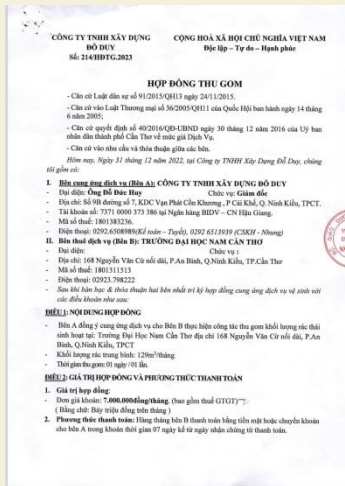 CÔNG TY TNHH XÂY DỰNG
ĐÔ DUY
Số: 214/HĐTG.2023
CỘNG HOÀ XÃ HỘI CHỦ NGHĨA VIỆT NAM
Độc lập – Tự do – Hạnh phúc
HỢP ĐỒNG THU GOM
- Căn cứ Luật dân sự số 91/2015/QH13 ngày 24/11/2015.
- Căn cứ vào Luật Thương mại số 36/2005/QH11 của Quốc Hội ban hành ngày 14 tháng
6 năm 2005;
- Căn cứ quyết định số 40/2016/QĐ-UBND ngày 30 tháng 12 năm 2016 của Uỷ ban
nhân dân thành phố Cần Thơ về mức giá Dịch Vụ.
- Căn cứ vào nhu cầu và thỏa thuận giữa các bên.
Hôm nay, Ngày 31 tháng 12 năm 2022, tại Công ty TNHH Xây Dựng Đô Duy, chúng
tôi gồm có:
I. Bên cung ứng dịch vụ (Bên A): CÔNG TY TNHH XÂY DỰNG ĐÔ DUY
- Đại diện: Ông Đỗ Đức Huy Chức vụ: Giám đốc
- Địa chỉ: Số 9B đường số 7, KDC Vạn Phát Cồn Khương, P Cái Khế, Q. Ninh Kiều, TPCT.
- Tài khoản số: 7371 0000 373 386 tại Ngân hàng BIDV – CN Hậu Giang.
- Mã số thuế: 1801383236.
- Điện thoại: 0292.6508989(Kế toán – Tuyết), 0292 6513939 (CSKH - Nhung)
II. Bên thuê dịch vụ (Bên B): TRƯỜNG ĐẠI HỌC NAM CẦN THƠ
- Đại diện: Chức vụ :
- Địa chỉ: 168 Nguyễn Văn Cừ nối dài, P.An Bình, Q.Ninh Kiều, TP.Cần Thơ
- Mã số thuế: 1801311513
- Điện thoại: 02923.798222
- Sau khi bàn bạc đi thỏa thuận hai bên nhất trí ký hợp đồng cung ứng dịch vụ vệ sinh với
các điều khoản như sau:
ĐIỀU 1: NỘI DUNG HỢP ĐỒNG
- Bên A đồng ý cung ứng dịch vụ cho Bên B thực hiện công tác thu gom khối lượng rác thải
sinh hoạt tại: Trường Đại Học Nam Cần Thơ địa chỉ 168 Nguyễn Văn Cừ nối dài, P.An
Bình, Q.Ninh Kiều, TPCT
- Khối lượng rác trung bình: 129m³/tháng
- Thời gian thu gom: 01 ngày / 01 lần.
ĐIỀU 2: GIÁ TRỊ HỢP ĐỒNG VÀ PHƯƠNG THỨC THANH TOÁN
1. Giá trị hợp đồng:
- Đơn giá khoán: 7.000.000đồng/tháng. (bao gồm thuế GTGT)
( Bằng chữ: Bảy triệu đồng trên tháng )
2. Phương thức thanh toán: Hàng tháng bên B thanh toán bằng tiền mặt hoặc chuyển khoản
cho bên A trong khoản thời gian 07 ngày kể từ ngày nhận chứng từ thanh toán.